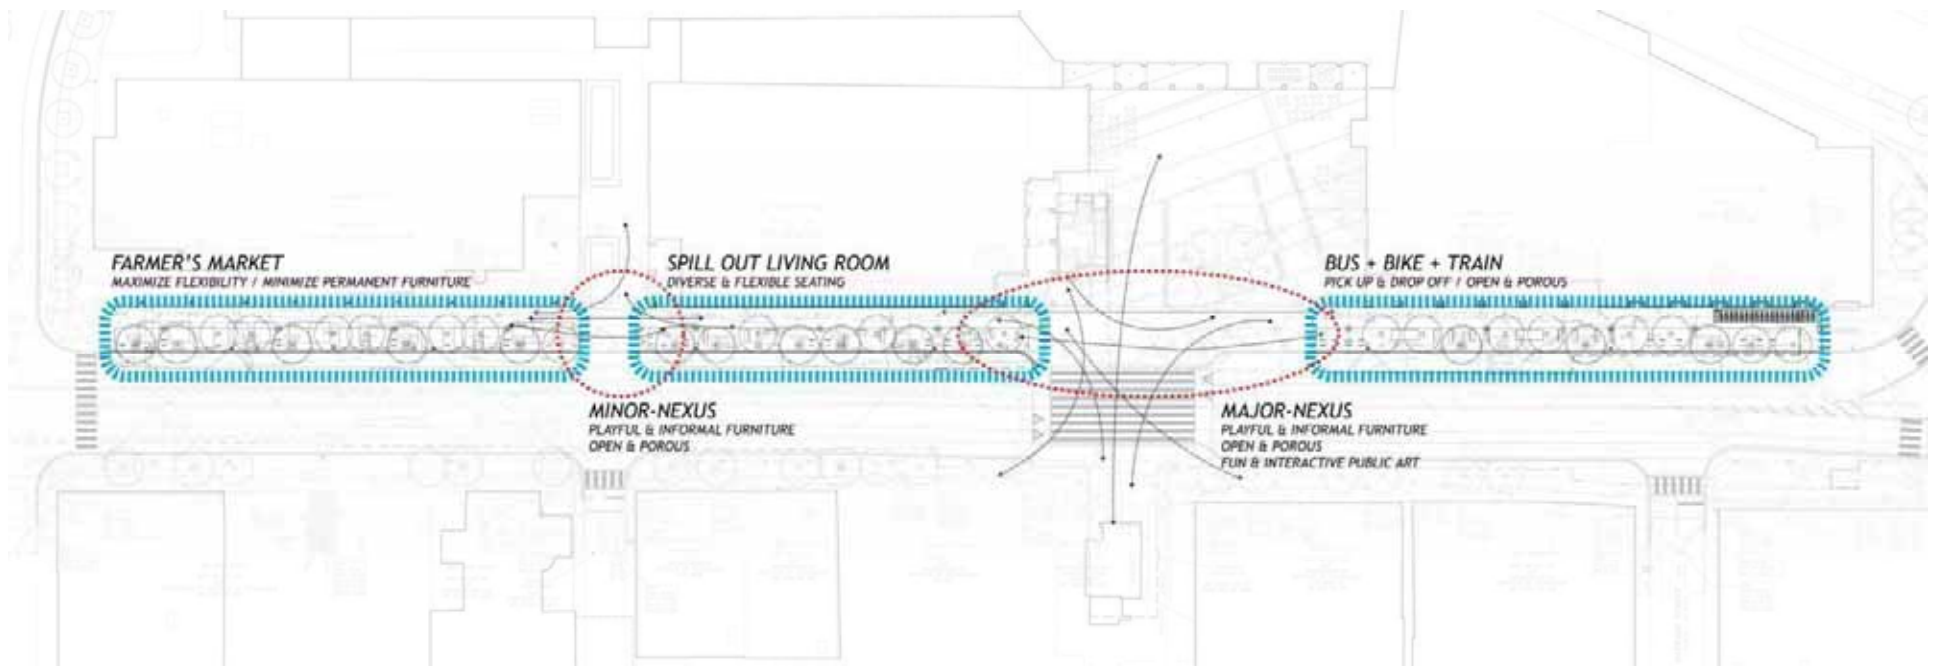 FARMER'S MARKET
MAXIMIZE FLEXIBILITY / MINIMIZE PERMANENT FURNITURE
SPILL OUT LIVING ROOM
DIVERSE & FLEXIBLE SEATING
BUS + BIKE + TRAIN
PICK UP & DROP OFF / OPEN & POROUS
MINOR-NEXUS
PLAYFUL & INFORMAL FURNITURE
OPEN & POROUS
MAJOR-NEXUS
PLAYFUL & INFORMAL FURNITURE
OPEN & POROUS
FUN & INTERACTIVE PUBLIC ART